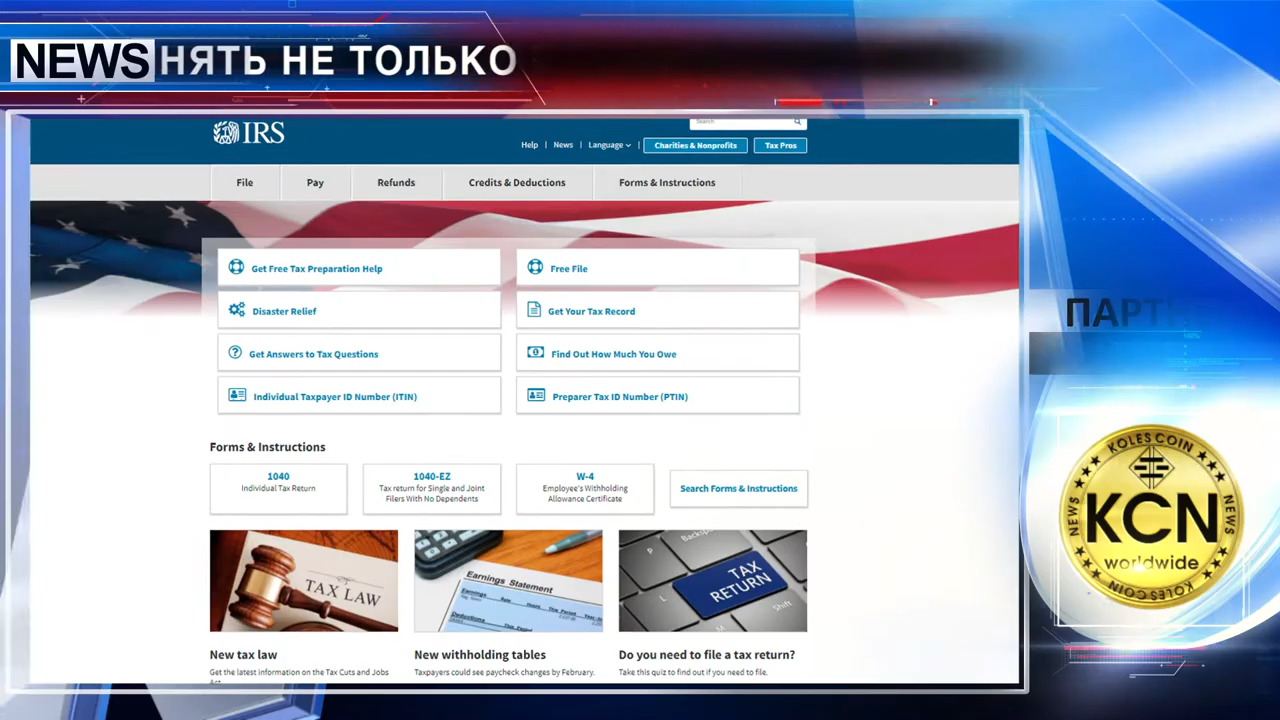 NEWS НЯТЬ НЕ ТОЛЬКО
IRS
Search
Help | News | Language | Charities & Nonprofits Tax Pros
File Pay Refunds Credits & Deductions Forms & Instructions
Get Free Tax Preparation Help
Free File
Disaster Relief
Get Your Tax Record
Get Answers to Tax Questions
Find Out How Much You Owe
Individual Taxpayer ID Number (ITIN)
Preparer Tax ID Number (PTIN)
Forms & Instructions
1040
Individual Tax Return
1040-EZ
Tax return for Single and Joint
Filers With No Dependents
W-4
Employee's Withholding
Allowance Certificate
Search Forms & Instructions
TAX LAW
Earnings Statement
Earnings
Deductions
P
Backsp
L
TAX
RETURN
Shift
New tax law
Get the latest information on the Tax Cuts and Jobs
Act.
New withholding tables
Taxpayers could see paycheck changes by February.
Do you need to file a tax return?
Take this quiz to find out if you need to file.
ПАРТ
KOLES COIN
NEWS
KCN
NEWS
worldwide
KOLES COIN